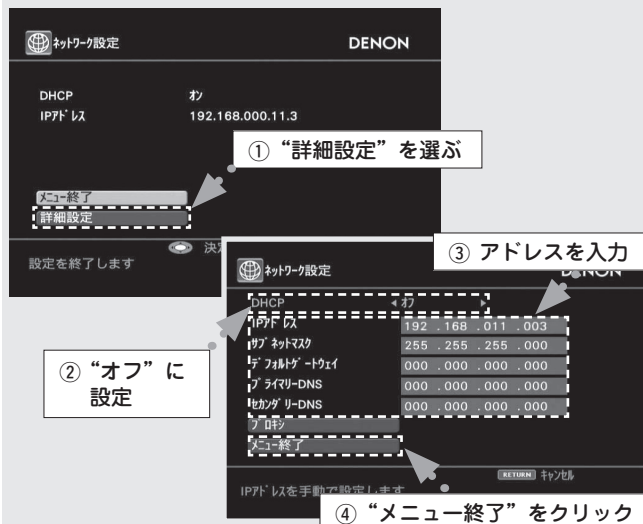 ネットワーク設定
DENON
DHCP オン
IPアドレス 192.168.000.11.3
① “詳細設定”を選ぶ
メニュー終了
詳細設定
設定を終了します
ネットワーク設定
③ アドレスを入力
DHCP オフ
IPアドレス 192 .168 .011 .003
サブネットマスク 255 .255 .255 .000
デフォルトゲートウェイ 000 .000 .000 .000
プライマリーDNS 000 .000 .000 .000
セカンダリーDNS 000 .000 .000 .000
プロキシ
メニュー終了
② “オフ”に
設定
RETURN キャンセル
IPアドレスを手動で設定します
④ “メニュー終了”をクリック